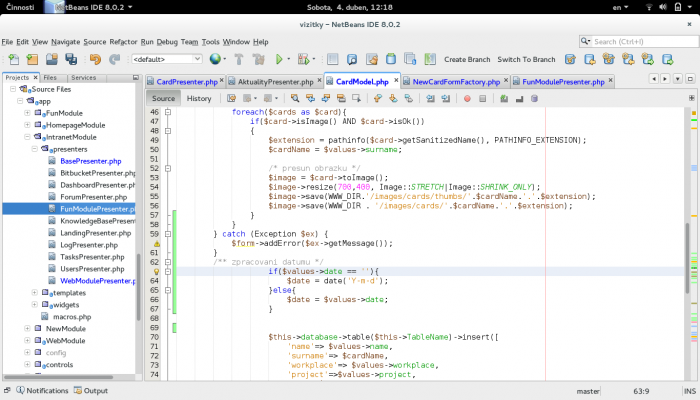 Činnosti
NetBeans IDE 8.0.2
Sobota, 4. duben, 12:18
en
vizitky - NetBeans IDE 8.0.2
File Edit View Navigate Source Refactor Run Debug Team Tools Window Help
Search (Ctrl+I)
<default>
Create Branch
Switch To Branch
Projects
Files
Services
CardPresenter.php
AktualityPresenter.php
CardModel.php
NewCardFormFactory.php
FunModulePresenter.php
Source Files
app
FunModule
HomepageModule
IntranetModule
presenters
BasePresenter.php
BitbucketPresenter.php
DashboardPresenter.php
ForumPresenter.php
FunModulePresenter.php
KnowledgeBasePresent
LandingPresenter.php
LogPresenter.php
TasksPresenter.php
UsersPresenter.php
WebModulePresenter.p
templates
widgets
macros.php
NewModule
WebModule
config
controls
Source
History
46 foreach($cards as $card){
47 if($card->isImage() AND $card->isOk())
48 {
49 $extension = pathinfo($card->getSanitizedName(), PATHINFO_EXTENSION);
50 $cardName = $values->surname;
51
52 /* presun obrazku */
53 $image = $card->toImage();
54 $image->resize(700,400, Image::STRETCH|Image::SHRINK_ONLY);
55 $image->save(WWW_DIR.'/images/cards/thumbs/'.$cardName.'.'.$extension);
56 $image->save(WWW_DIR . '/images/cards/'.$cardName.'.'.$extension);
57 }
58 }
59 } catch (Exception $ex) {
$form->addError($ex->getMessage());
61 }
62 /** zpracovani datumu */
if($values->date == ''){
64 $date = date('Y-m-d');
65 }else{
66 $date = $values->date;
67 }
68
69
70 $this->database->table($this->TableName)->insert([
71 'name'=> $values->name,
72 'surname'=> $cardName,
73 'workplace'=> $values->workplace,
74 'project'=>$values->project,
Notifications
Output
master
63:9
INS